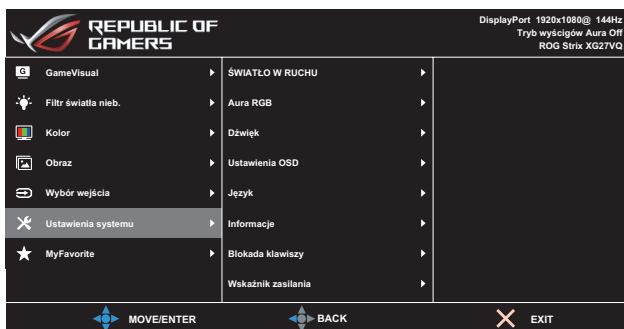 REPUBLIC OF
GAMERS
DisplayPort 1920x1080@ 144Hz
Tryb wyścigów Aura Off
ROG Strix XG27VQ
G GameVisual
Filtr światła nieb.
Kolor
Obraz
Wybór wejścia
Ustawienia systemu
MyFavorite
ŚWIATŁO W RUCHU
Aura RGB
Dźwięk
Ustawienia OSD
Język
Informacje
Blokada klawiszy
Wskaźnik zasilania
MOVE/ENTER
BACK
EXIT